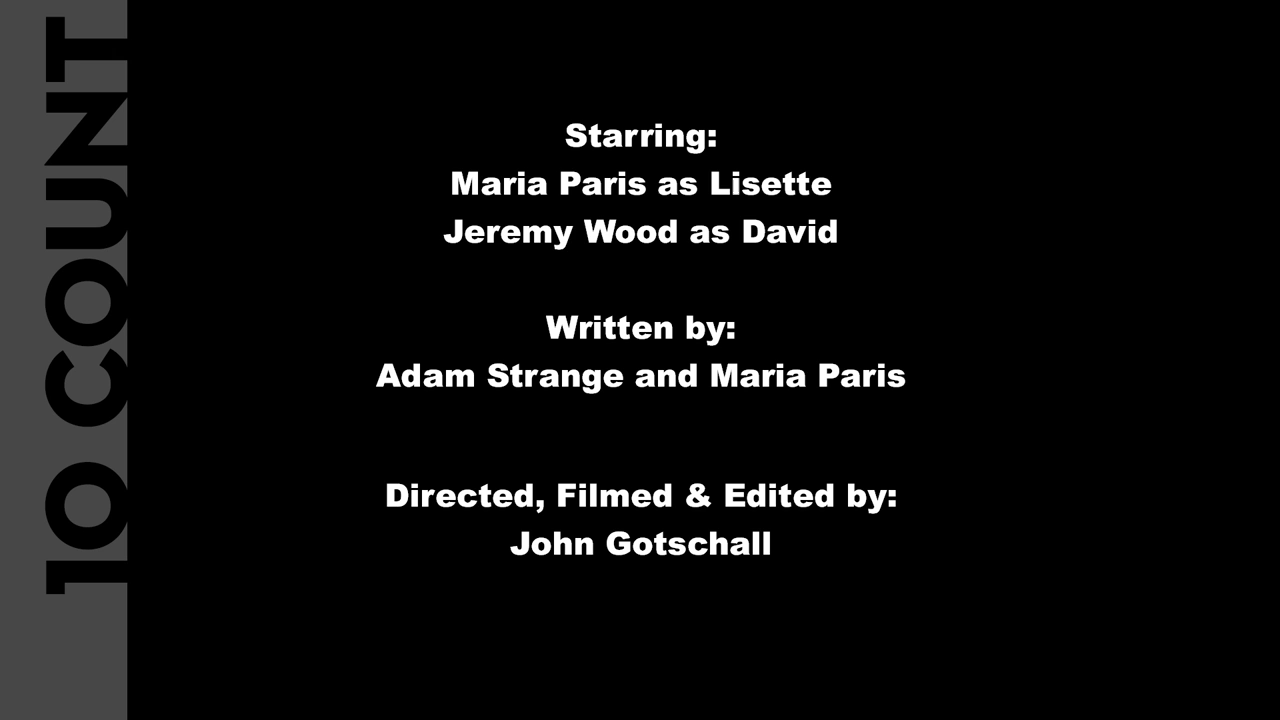 10 COUNT
Starring:
Maria Paris as Lisette
Jeremy Wood as David
Written by:
Adam Strange and Maria Paris
Directed, Filmed & Edited by:
John Gotschall